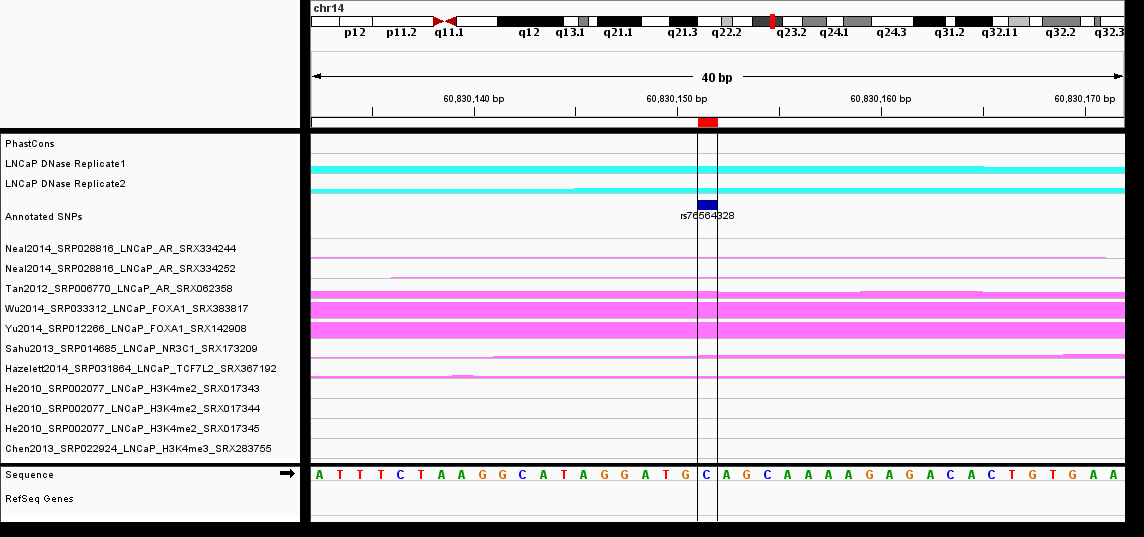 chr14
p12 p11.2 q11.1 q12 q13.1 q21.1 q21.3 q22.2 q23.2 q24.1 q24.3 q31.2 q32.11 q32.2 q32.3
40 bp
60,830,140 bp 60,830,150 bp 60,830,160 bp 60,830,170 bp
PhastCons
LNCaP DNase Replicate1
LNCaP DNase Replicate2
Annotated SNPs
rs76564328
Neal2014_SRP028816_LNCaP_AR_SRX334244
Neal2014_SRP028816_LNCaP_AR_SRX334252
Tan2012_SRP006770_LNCaP_AR_SRX062358
Wu2014_SRP033312_LNCaP_FOXA1_SRX383817
Yu2014_SRP012266_LNCaP_FOXA1_SRX142908
Sahu2013_SRP014685_LNCaP_NR3C1_SRX173209
Hazelett2014_SRP031864_LNCaP_TCF7L2_SRX367192
He2010_SRP002077_LNCaP_H3K4me2_SRX017343
He2010_SRP002077_LNCaP_H3K4me2_SRX017344
He2010_SRP002077_LNCaP_H3K4me2_SRX017345
Chen2013_SRP022924_LNCaP_H3K4me3_SRX283755
Sequence A T T T C T A A G G C A T A G G A T G C A G C A A A A G A G A C A C T G T G A A
RefSeq Genes